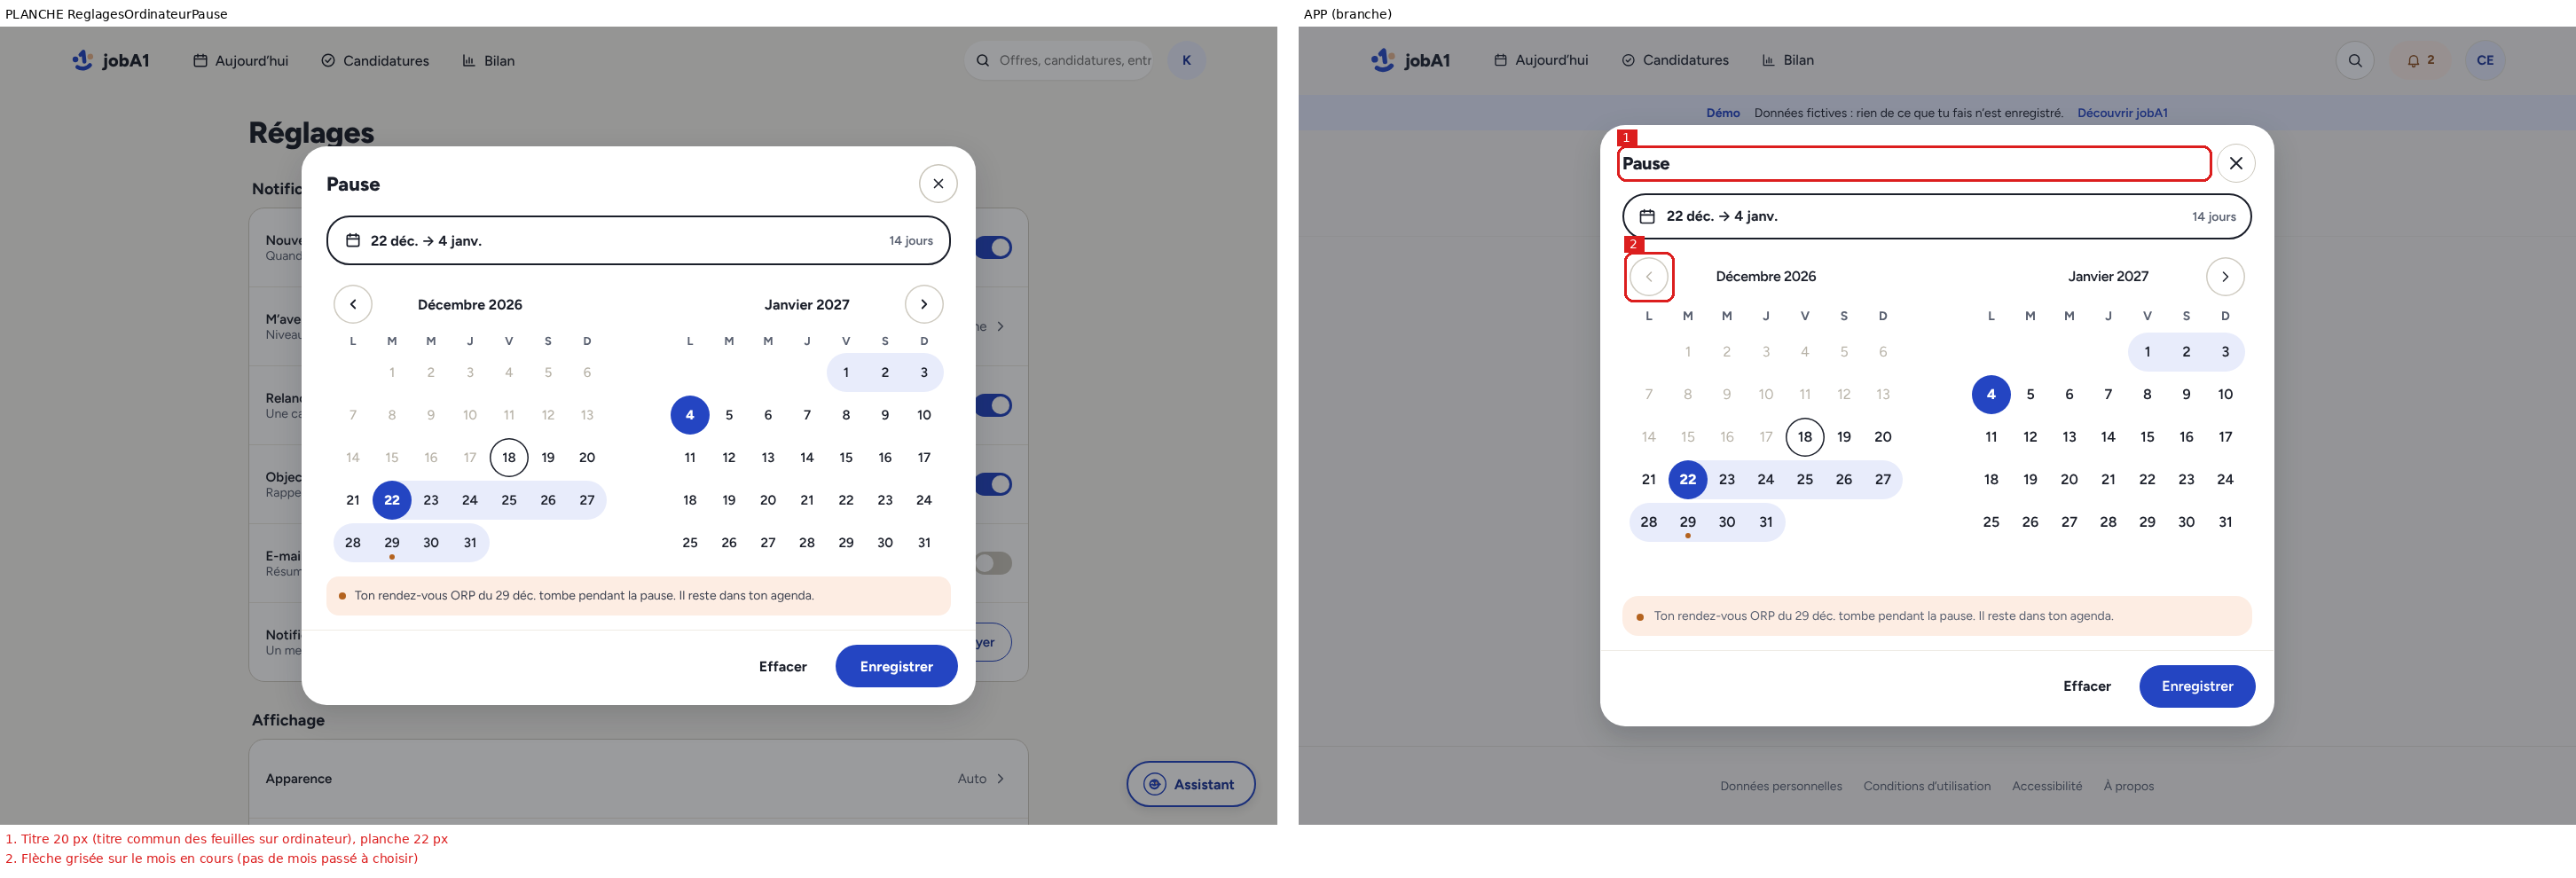 PLANCHE ReglagesOrdinateurPause
jobA1 Aujourd'hui Candidatures Bilan Offres, candidatures, entr K
Réglages
Notific
Nouve
Quand
M'ave
Niveau
ne
Relanc
Une ca
Object
Rappe
E-mai
Résum
Notifi
Un me
yer
Pause
22 déc. → 4 janv. 14 jours
Décembre 2026 Janvier 2027
L M M J V S D L M M J V S D
1 2 3 4 5 6 1 2 3
7 8 9 10 11 12 13 4 5 6 7 8 9 10
14 15 16 17 18 19 20 11 12 13 14 15 16 17
21 22 23 24 25 26 27 18 19 20 21 22 23 24
28 29 30 31 25 26 27 28 29 30 31
Ton rendez-vous ORP du 29 déc. tombe pendant la pause. Il reste dans ton agenda.
Effacer Enregistrer
Affichage
Apparence Auto
Assistant
APP (branche)
jobA1 Aujourd'hui Candidatures Bilan 2 CE
Démo Données fictives : rien de ce que tu fais n'est enregistré. Découvrir jobA1
1
Pause
22 déc. → 4 janv. 14 jours
2
Décembre 2026 Janvier 2027
L M M J V S D L M M J V S D
1 2 3 4 5 6 1 2 3
7 8 9 10 11 12 13 4 5 6 7 8 9 10
14 15 16 17 18 19 20 11 12 13 14 15 16 17
21 22 23 24 25 26 27 18 19 20 21 22 23 24
28 29 30 31 25 26 27 28 29 30 31
Ton rendez-vous ORP du 29 déc. tombe pendant la pause. Il reste dans ton agenda.
Effacer Enregistrer
Données personnelles Conditions d'utilisation Accessibilité À propos
1. Titre 20 px (titre commun des feuilles sur ordinateur), planche 22 px
2. Flèche grisée sur le mois en cours (pas de mois passé à choisir)